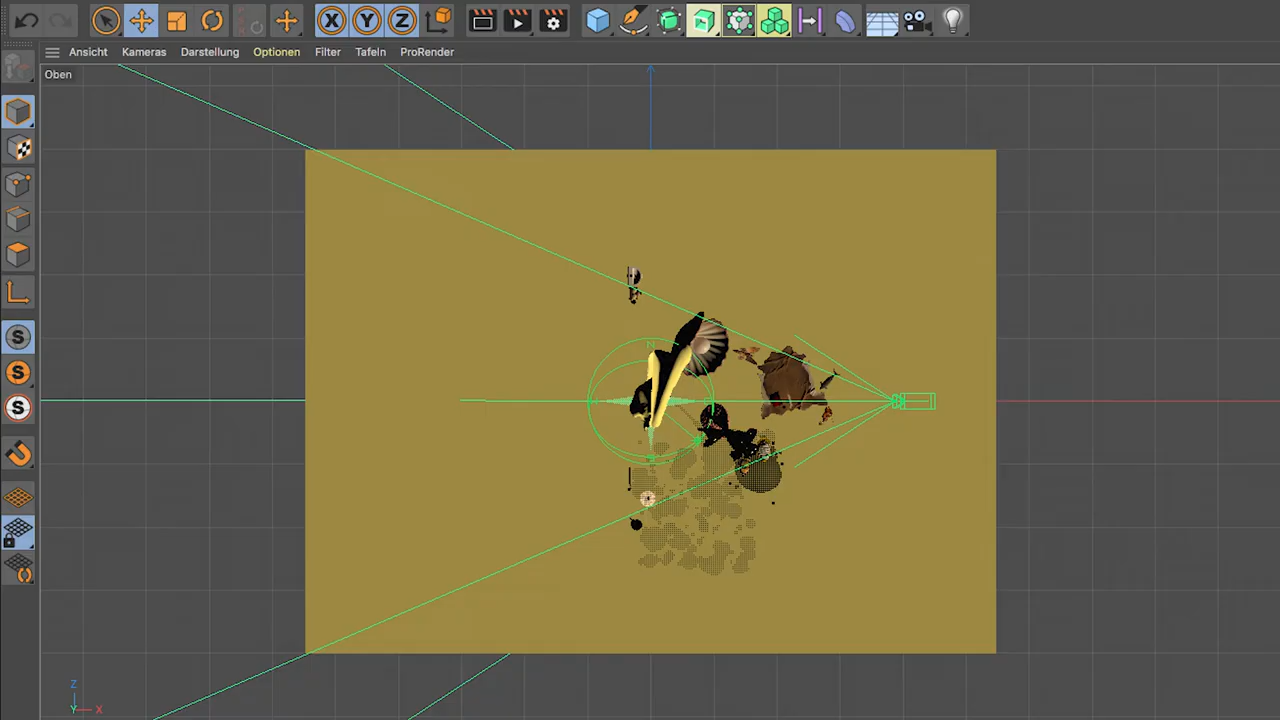 X Y Z
Ansicht Kameras Darstellung Optionen Filter Tafeln ProRender
Oben
S
S
S
Z
Y X